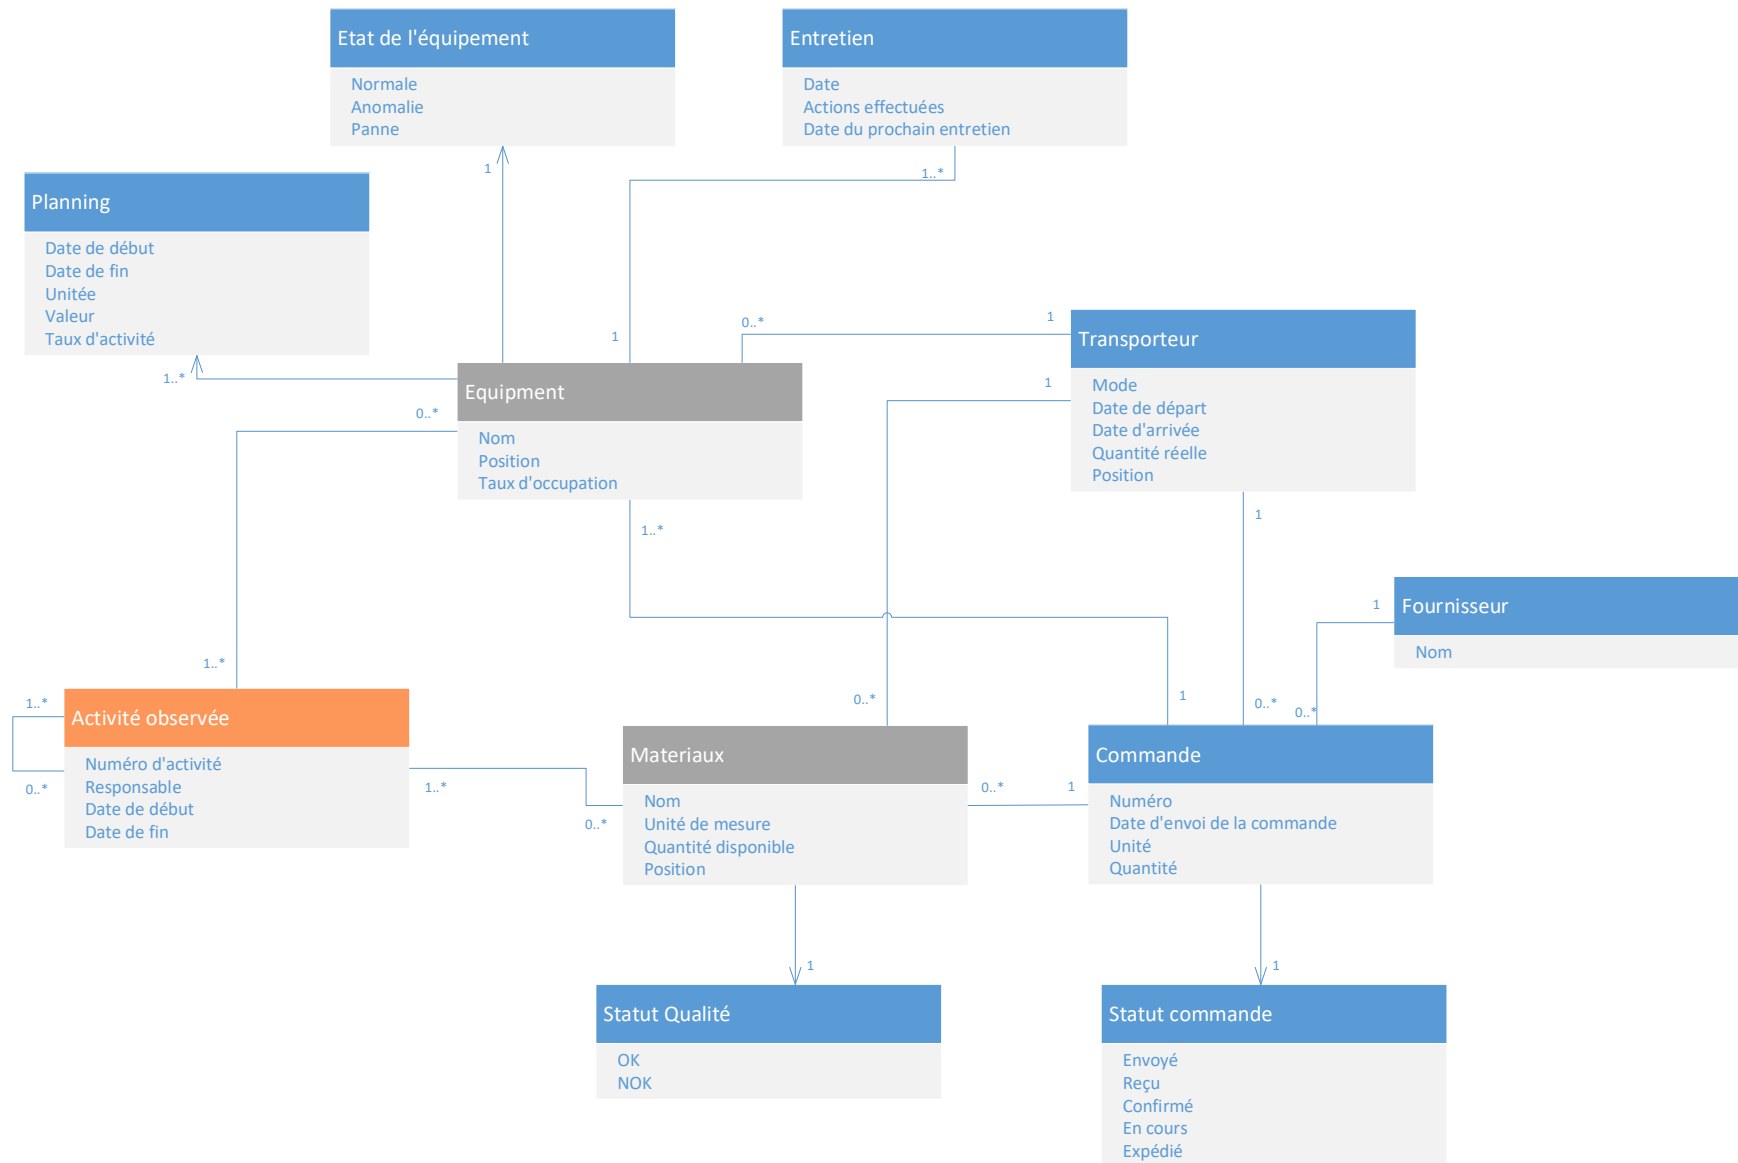 Etat de l'équipement
Normale
Anomalie
Panne
Entretien
Date
Actions effectuées
Date du prochain entretien
1
1..*
Planning
Date de début
Date de fin
Unitée
Valeur
Taux d'activité
1..*
1
0..*
1
Transporteur
Mode
Date de départ
Date d'arrivée
Quantité réelle
Position
1
Equipment
Nom
Position
Taux d'occupation
0..*
1..*
1
1
Fournisseur
Nom
1..*
0..*
1
0..*
0..*
1..*
Activité observée
Numéro d'activité
Responsable
Date de début
Date de fin
0..*
1..*
0..*
Materiaux
Nom
Unité de mesure
Quantité disponible
Position
0..*
1
Commande
Numéro
Date d'envoi de la commande
Unité
Quantité
1
1
Statut Qualité
OK
NOK
Statut commande
Envoyé
Reçu
Confirmé
En cours
Expédié